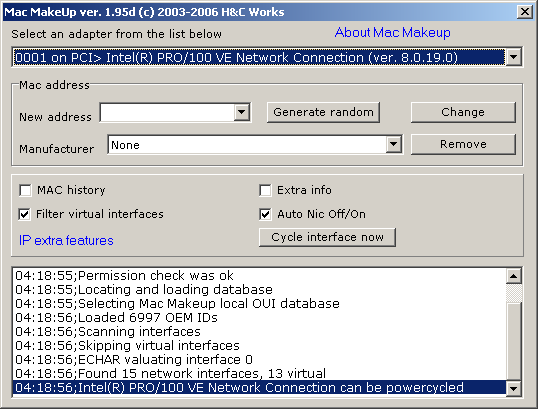 Mac MakeUp ver. 1.95d (c) 2003-2006 H&C Works
Select an adapter from the list below
About Mac Makeup
0001 on PCI> Intel(R) PRO/100 VE Network Connection (ver. 8.0.19.0)
Mac address
New address
Generate random
Change
Manufacturer
None
Remove
MAC history
Extra info
Filter virtual interfaces
Auto Nic Off/On
IP extra features
Cycle interface now
04:18:55;Permission check was ok
04:18:55;Locating and loading database
04:18:55;Selecting Mac Makeup local OUI database
04:18:56;Loaded 6997 OEM IDs
04:18:56;Scanning interfaces
04:18:56;Skipping virtual interfaces
04:18:56;ECHAR valuating interface 0
04:18:56;Found 15 network interfaces, 13 virtual
04:18:56;Intel(R) PRO/100 VE Network Connection can be powercycled